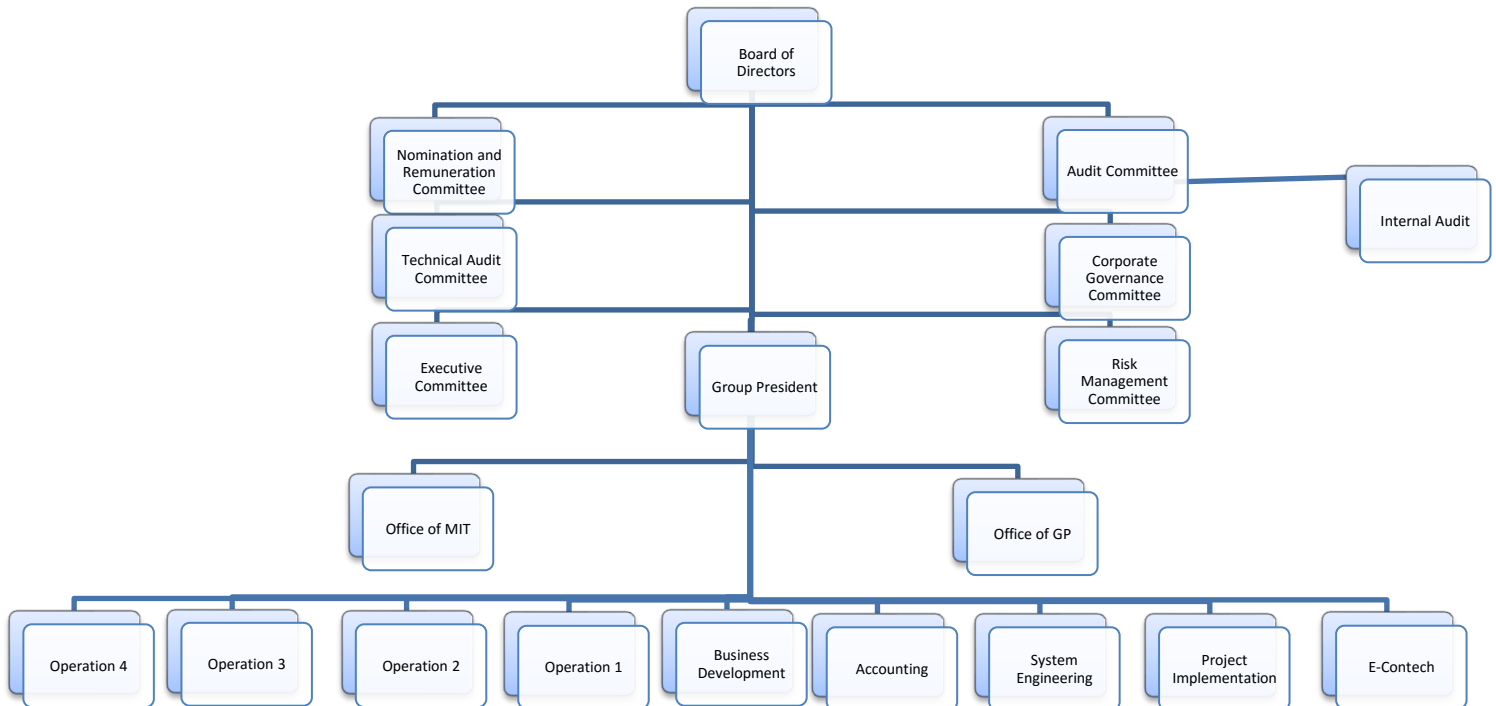 Board of
Directors
Nomination and
Remuneration
Committee
Audit Committee
Internal Audit
Technical Audit
Committee
Corporate
Governance
Committee
Executive
Committee
Group President
Risk
Management
Committee
Office of MIT
Office of GP
Operation 4
Operation 3
Operation 2
Operation 1
Business
Development
Accounting
System
Engineering
Project
Implementation
E-Contech